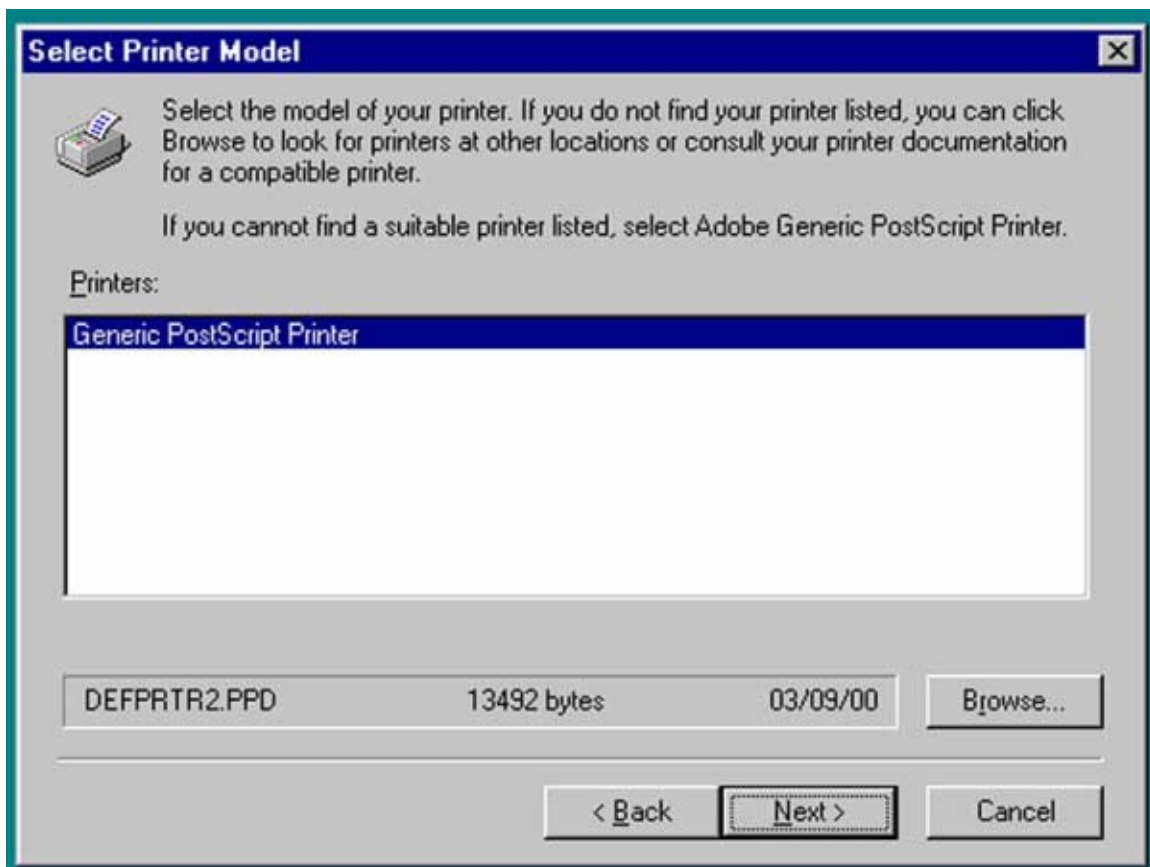 Select Printer Model
Select the model of your printer. If you do not find your printer listed, you can click
Browse to look for printers at other locations or consult your printer documentation
for a compatible printer.
If you cannot find a suitable printer listed, select Adobe Generic PostScript Printer.
Printers:
Generic PostScript Printer
DEFPRTR2.PPD 13492 bytes 03/09/00 Browse...
< Back Next > Cancel